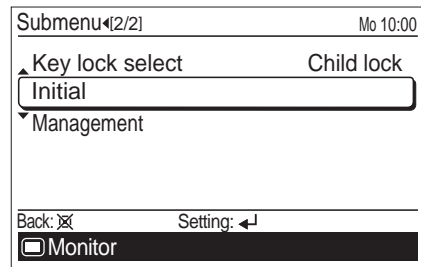 Submenu◀[2/2] Mo 10:00
Key lock select Child lock
Initial
Management
Back: Setting:
Monitor